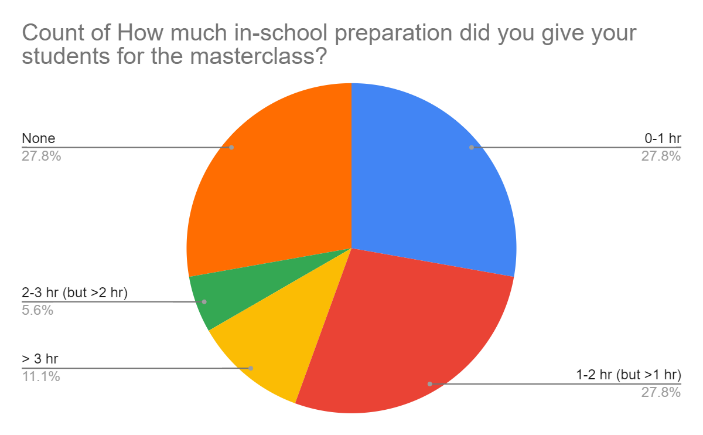 Count of How much in-school preparation did you give your
students for the masterclass?
None
27.8%
0-1 hr
27.8%
2-3 hr (but >2 hr)
5.6%
> 3 hr
11.1%
1-2 hr (but >1 hr)
27.8%